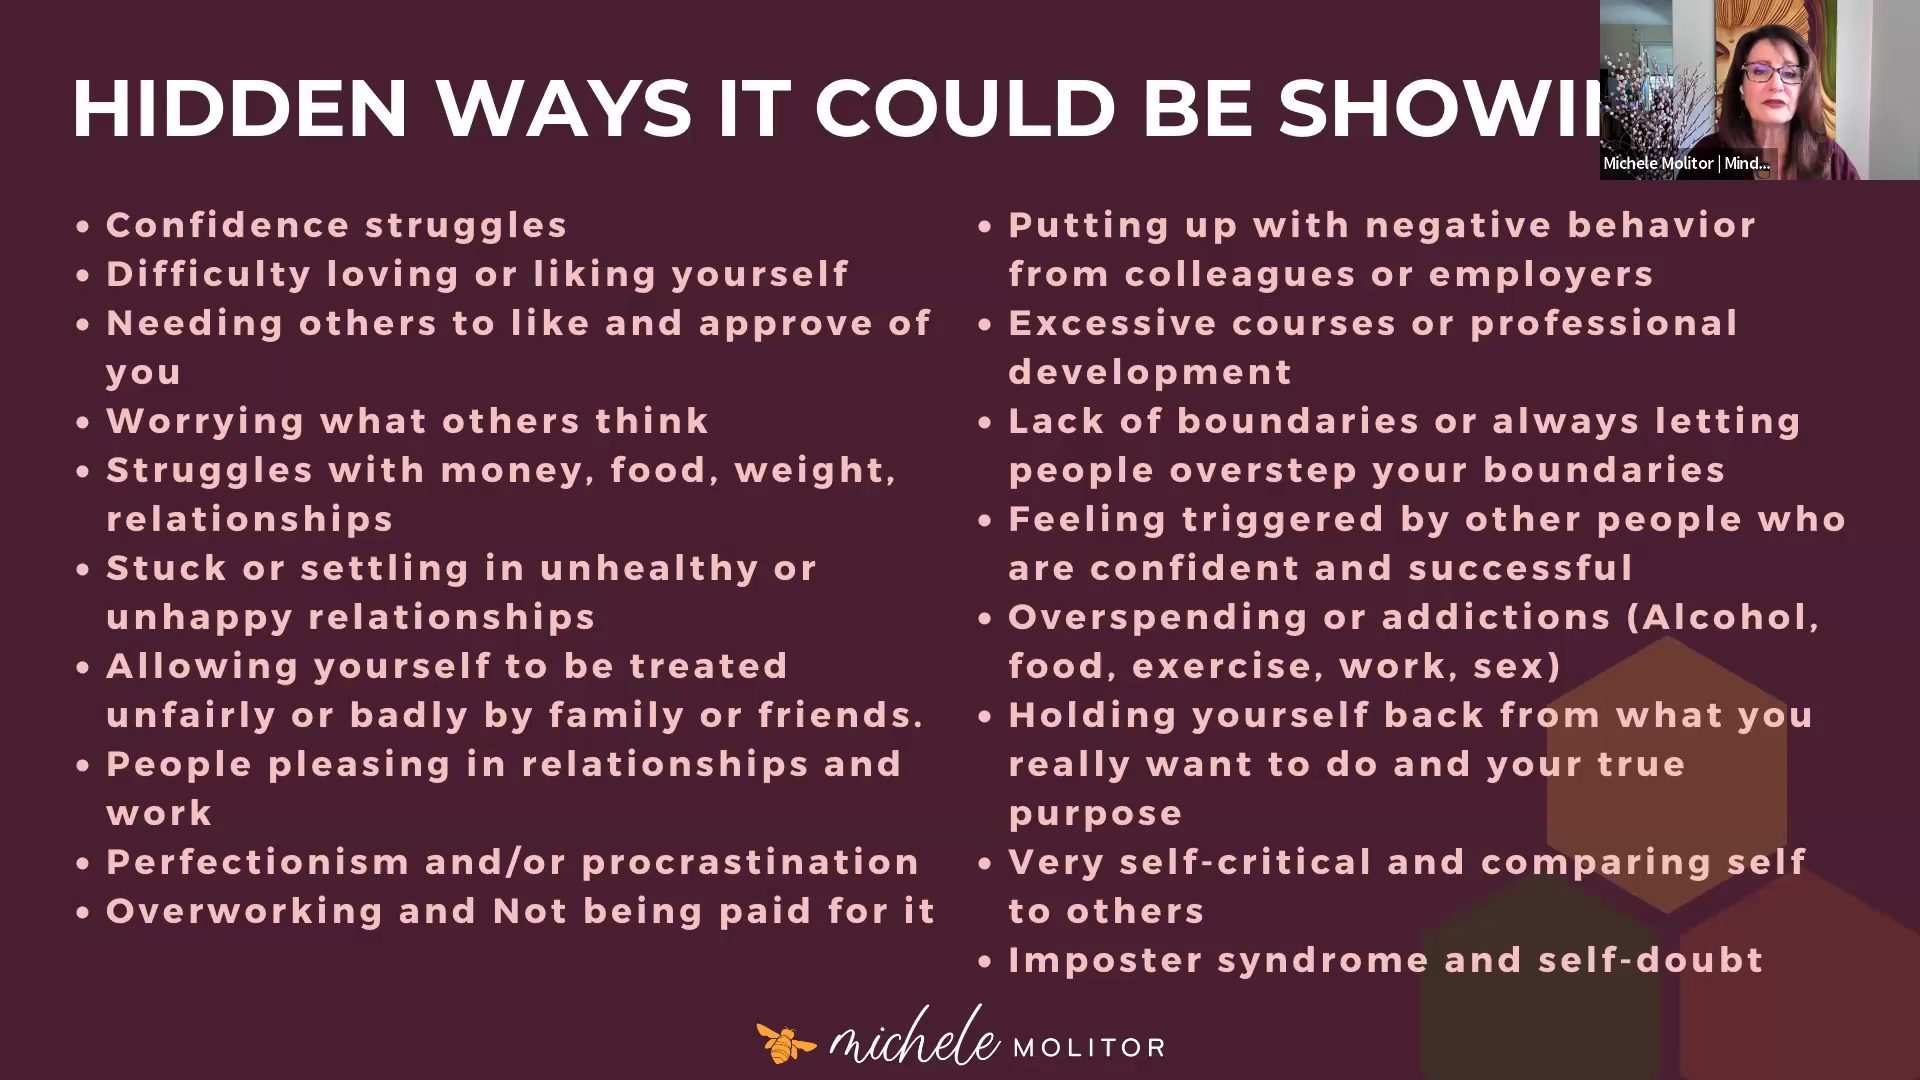 HIDDEN WAYS IT COULD BE SHOWIN
Michele Molitor | Mind...
• Confidence struggles
• Difficulty loving or liking yourself
• Needing others to like and approve of
you
• Worrying what others think
• Struggles with money, food, weight,
relationships
• Stuck or settling in unhealthy or
unhappy relationships
• Allowing yourself to be treated
unfairly or badly by family or friends.
• People pleasing in relationships and
work
• Perfectionism and/or procrastination
• Overworking and Not being paid for it
• Putting up with negative behavior
from colleagues or employers
• Excessive courses or professional
development
• Lack of boundaries or always letting
people overstep your boundaries
• Feeling triggered by other people who
are confident and successful
• Overspending or addictions (Alcohol,
food, exercise, work, sex)
• Holding yourself back from what you
really want to do and your true
purpose
• Very self-critical and comparing self
to others
• Imposter syndrome and self-doubt
michele MOLITOR